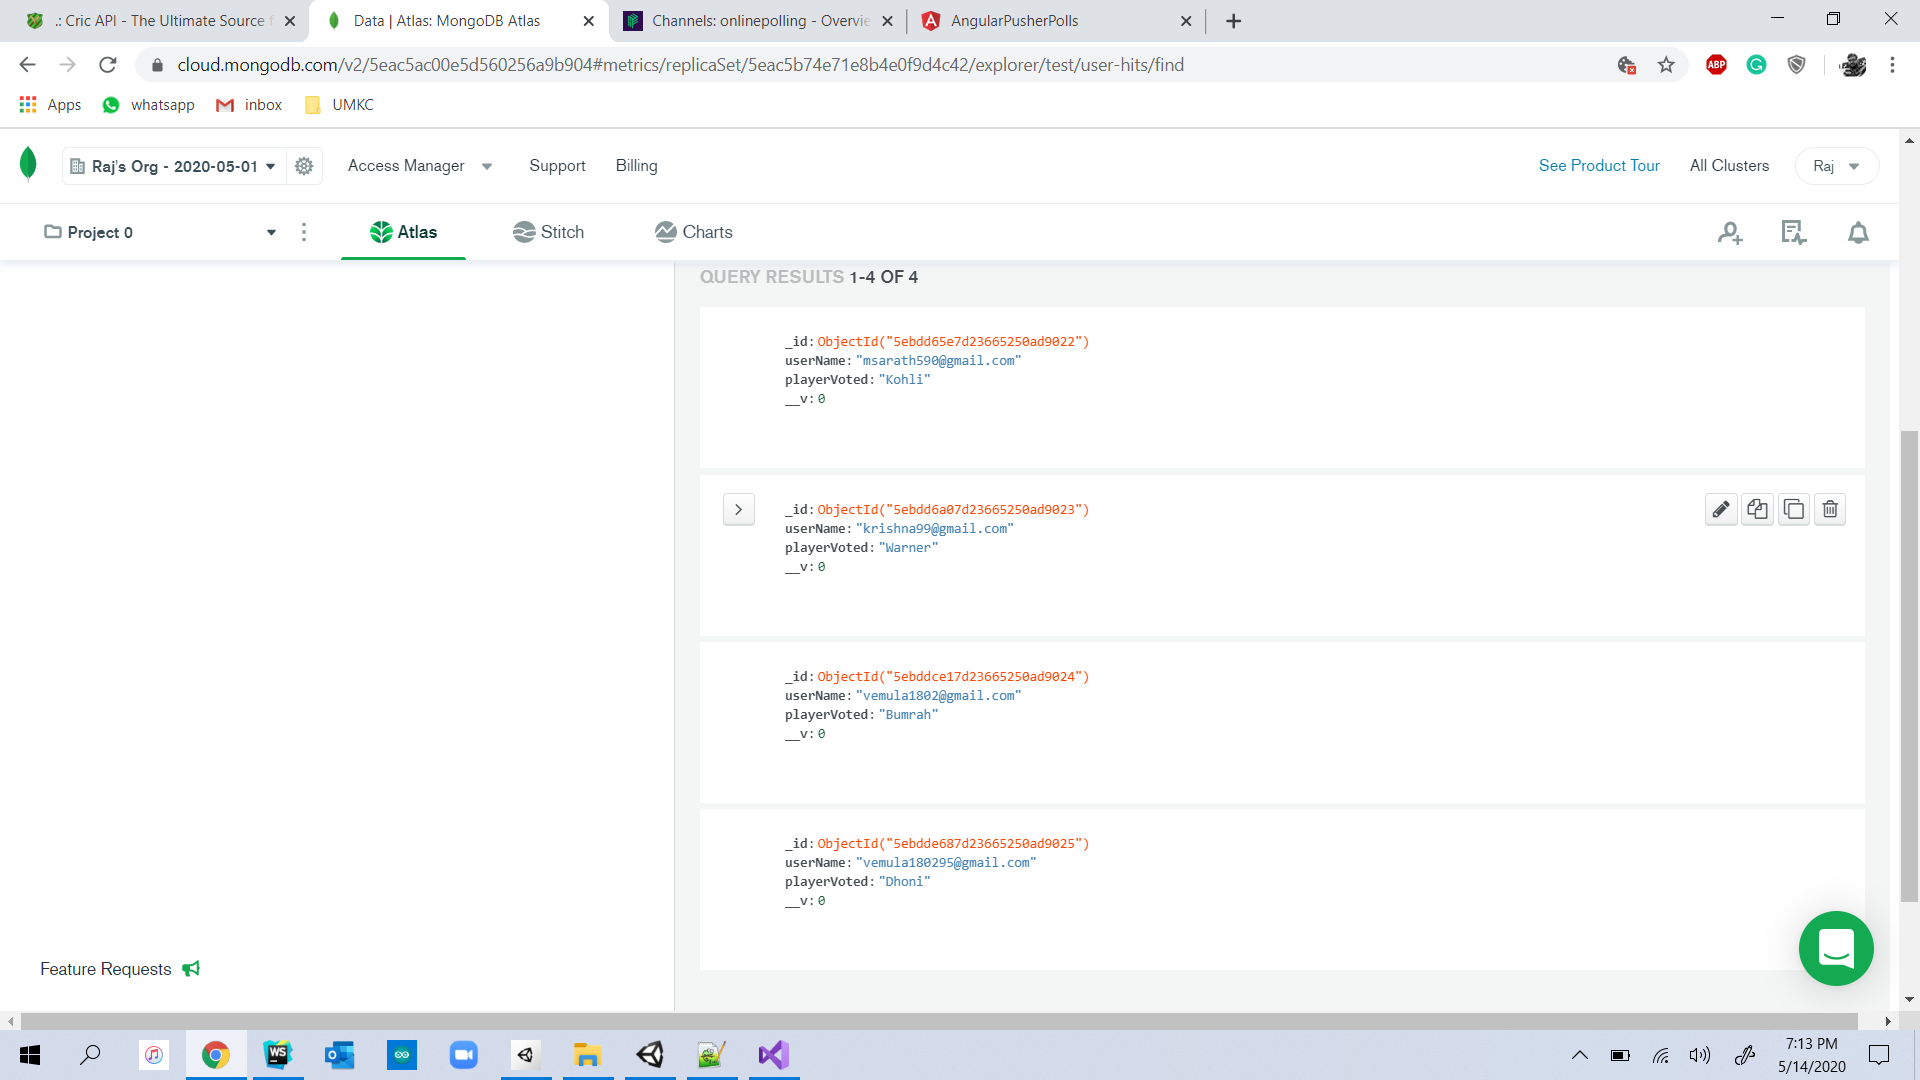 .: Cric API - The Ultimate Source f
Data | Atlas: MongoDB Atlas
Channels: onlinepolling - Overvie
AngularPusherPolls
cloud.mongodb.com/v2/5eac5ac00e5d560256a9b904#metrics/replicaSet/5eac5b74e71e8b4e0f9d4c42/explorer/test/user-hits/find
ABP
Apps
whatsapp
inbox
UMKC
Raj's Org - 2020-05-01
Access Manager
Support
Billing
See Product Tour
All Clusters
Raj
Project 0
Atlas
Stitch
Charts
QUERY RESULTS 1-4 OF 4
_id: ObjectId("5ebdd65e7d23665250ad9022")
userName: "msarath590@gmail.com"
playerVoted: "Kohli"
__v: 0
_id: ObjectId("5ebdd6a07d23665250ad9023")
userName: "krishna99@gmail.com"
playerVoted: "Warner"
__v: 0
_id: ObjectId("5ebddce17d23665250ad9024")
userName: "vemula1802@gmail.com"
playerVoted: "Bumrah"
__v: 0
_id: ObjectId("5ebdde687d23665250ad9025")
userName: "vemula180295@gmail.com"
playerVoted: "Dhoni"
__v: 0
Feature Requests
WS
7:13 PM
5/14/2020